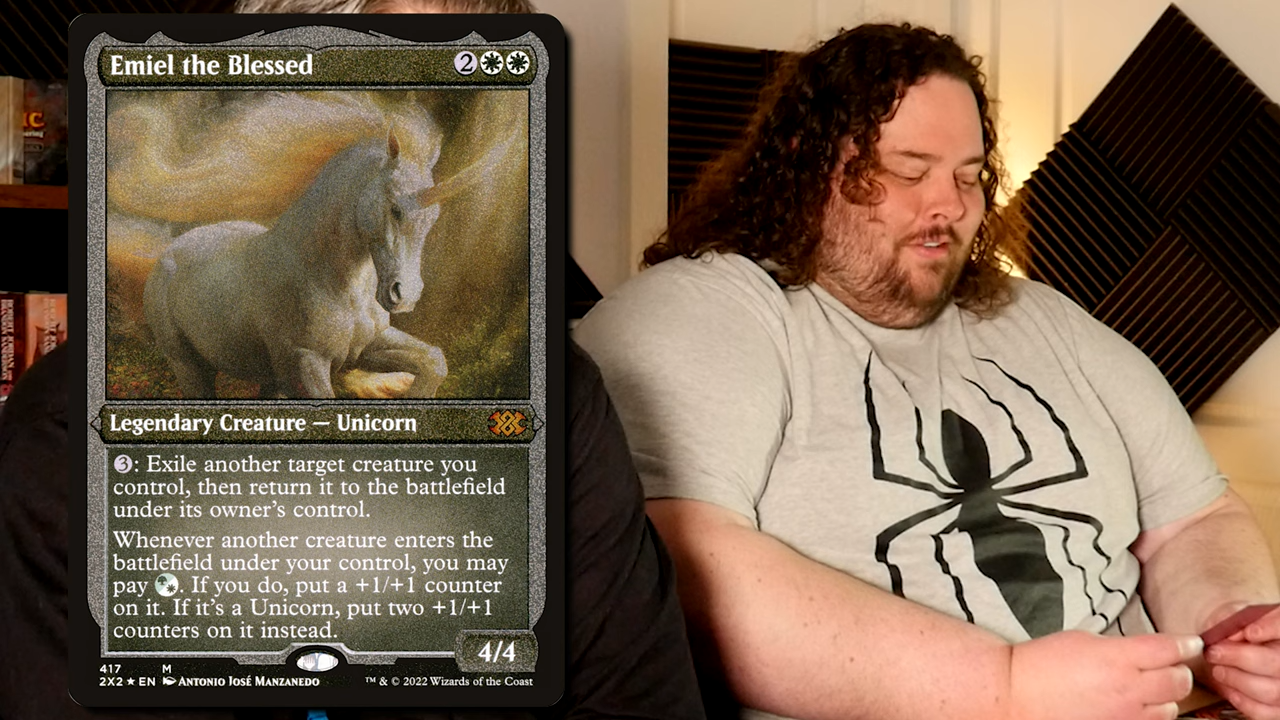 Emiel the Blessed 2
Legendary Creature — Unicorn
3: Exile another target creature you
control, then return it to the battlefield
under its owner's control.
Whenever another creature enters the
battlefield under your control, you may
pay . If you do, put a +1/+1 counter
on it. If it's a Unicorn, put two +1/+1
counters on it instead.
4/4
417 M
2X2 ★ EN Antonio José Manzanedo
™ & © 2022 Wizards of the Coast